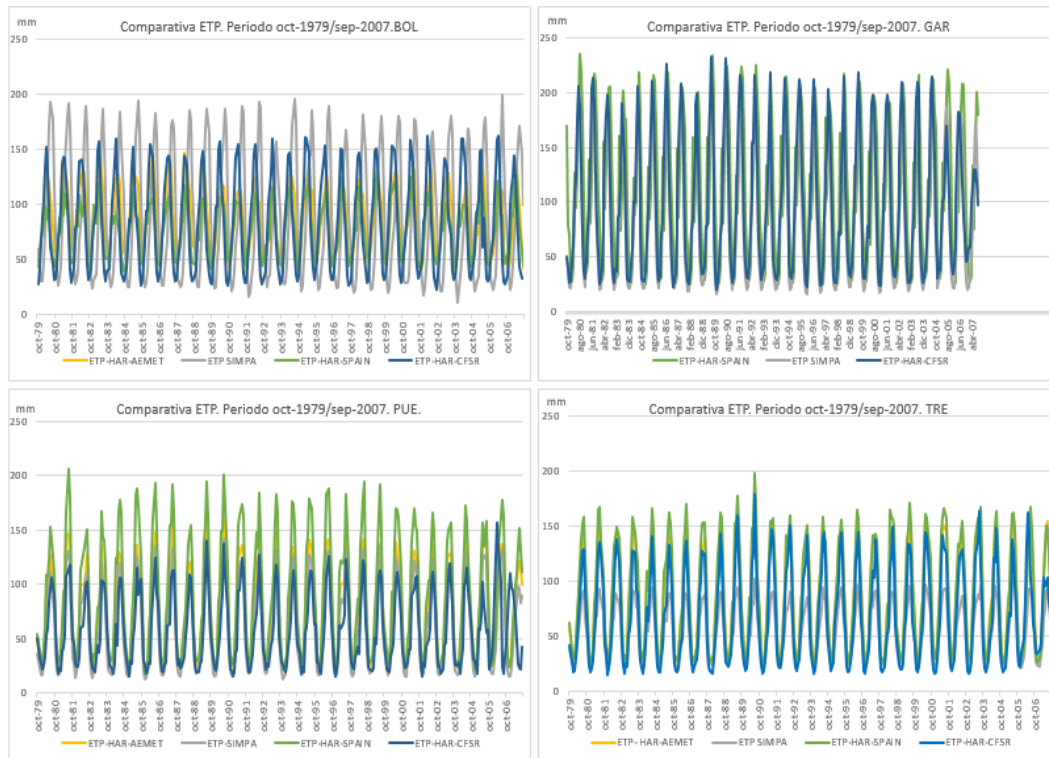 Comparativa ETP. Periodo oct-1979/sep-2007.BOL
mm
250
200
150
100
50
0
oct-79 oct-80 oct-81 oct-82 oct-83 oct-84 oct-85 oct-86 oct-87 oct-88 oct-89 oct-90 oct-91 oct-92 oct-93 oct-94 oct-95 oct-96 oct-97 oct-98 oct-99 oct-00 oct-01 oct-02 oct-03 oct-04 oct-05 oct-06
ETP-HAR-AEMET ETP SIMPA ETP-HAR-SPAIN ETP-HAR-CFSR
Comparativa ETP. Periodo oct-1979/sep-2007. GAR
mm
250
200
150
100
50
0
oct-79 ago-80 jun-81 abr-82 feb-83 dic-83 oct-84 ago-85 jun-86 abr-87 feb-88 dic-88 oct-89 ago-90 jun-91 abr-92 feb-93 dic-93 oct-94 ago-95 jun-96 abr-97 feb-98 dic-98 oct-99 ago-00 jun-01 abr-02 feb-03 dic-03 oct-04 ago-05 jun-06 abr-07
ETP-HAR-SPAIN ETP SIMPA ETP-HAR-CFSR
Comparativa ETP. Periodo oct-1979/sep-2007. PUE.
mm
250
200
150
100
50
0
oct-79 oct-80 oct-81 oct-82 oct-83 oct-84 oct-85 oct-86 oct-87 oct-88 oct-89 oct-90 oct-91 oct-92 oct-93 oct-94 oct-95 oct-96 oct-97 oct-98 oct-99 oct-00 oct-01 oct-02 oct-03 oct-04 oct-05 oct-06
ETP-HAR-AEMET ETP SIMPA ETP-HAR-SPAIN ETP-HAR-CFSR
Comparativa ETP. Periodo oct-1979/sep-2007. TRE
mm
250
200
150
100
50
0
oct-79 oct-80 oct-81 oct-82 oct-83 oct-84 oct-85 oct-86 oct-87 oct-88 oct-89 oct-90 oct-91 oct-92 oct-93 oct-94 oct-95 oct-96 oct-97 oct-98 oct-99 oct-00 oct-01 oct-02 oct-03 oct-04 oct-05 oct-06
ETP- HAR-AEMET ETP SIMPA ETP-HAR-SPAIN ETP-HAR-CFSR